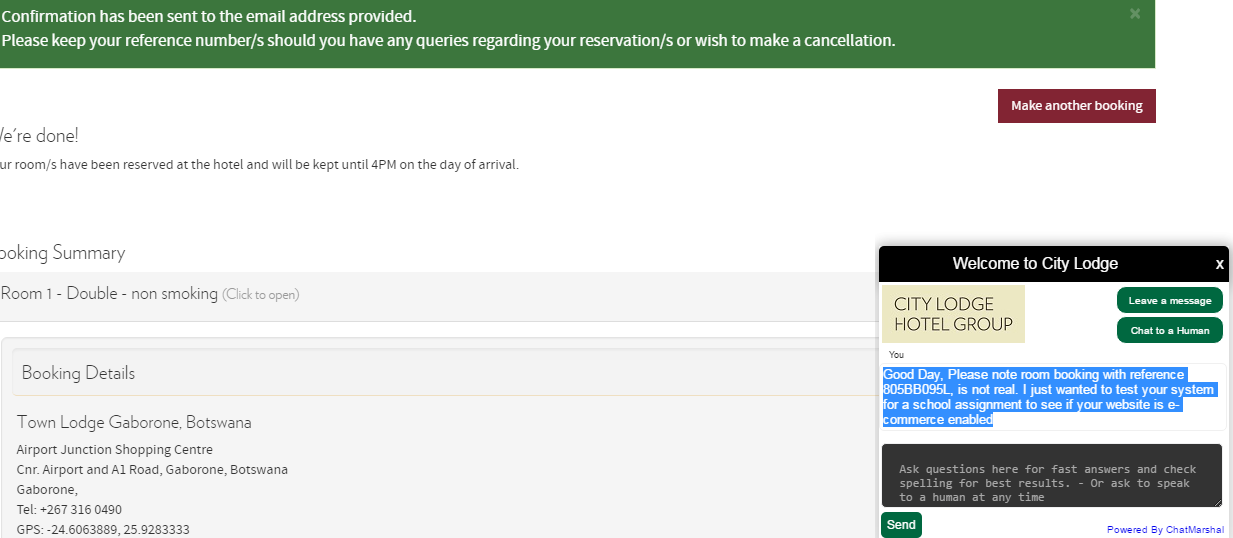 Confirmation has been sent to the email address provided.
Please keep your reference number/s should you have any queries regarding your reservation/s or wish to make a cancellation.
×
Make another booking
e're done!
ur room/s have been reserved at the hotel and will be kept until 4PM on the day of arrival.
ooking Summary
Room 1 - Double - non smoking (Click to open)
Booking Details
Town Lodge Gaborone, Botswana
Airport Junction Shopping Centre
Cnr. Airport and A1 Road, Gaborone, Botswana
Gaborone,
Tel: +267 316 0490
GPS: -24.6063889, 25.9283333
Welcome to City Lodge
x
CITY LODGE
HOTEL GROUP
Leave a message
Chat to a Human
You
Good Day, Please note room booking with reference
805BB095L, is not real. I just wanted to test your system
for a school assignment to see if your website is e-
commerce enabled
Ask questions here for fast answers and check
spelling for best results. - Or ask to speak
to a human at any time
Send
Powered By ChatMarshal